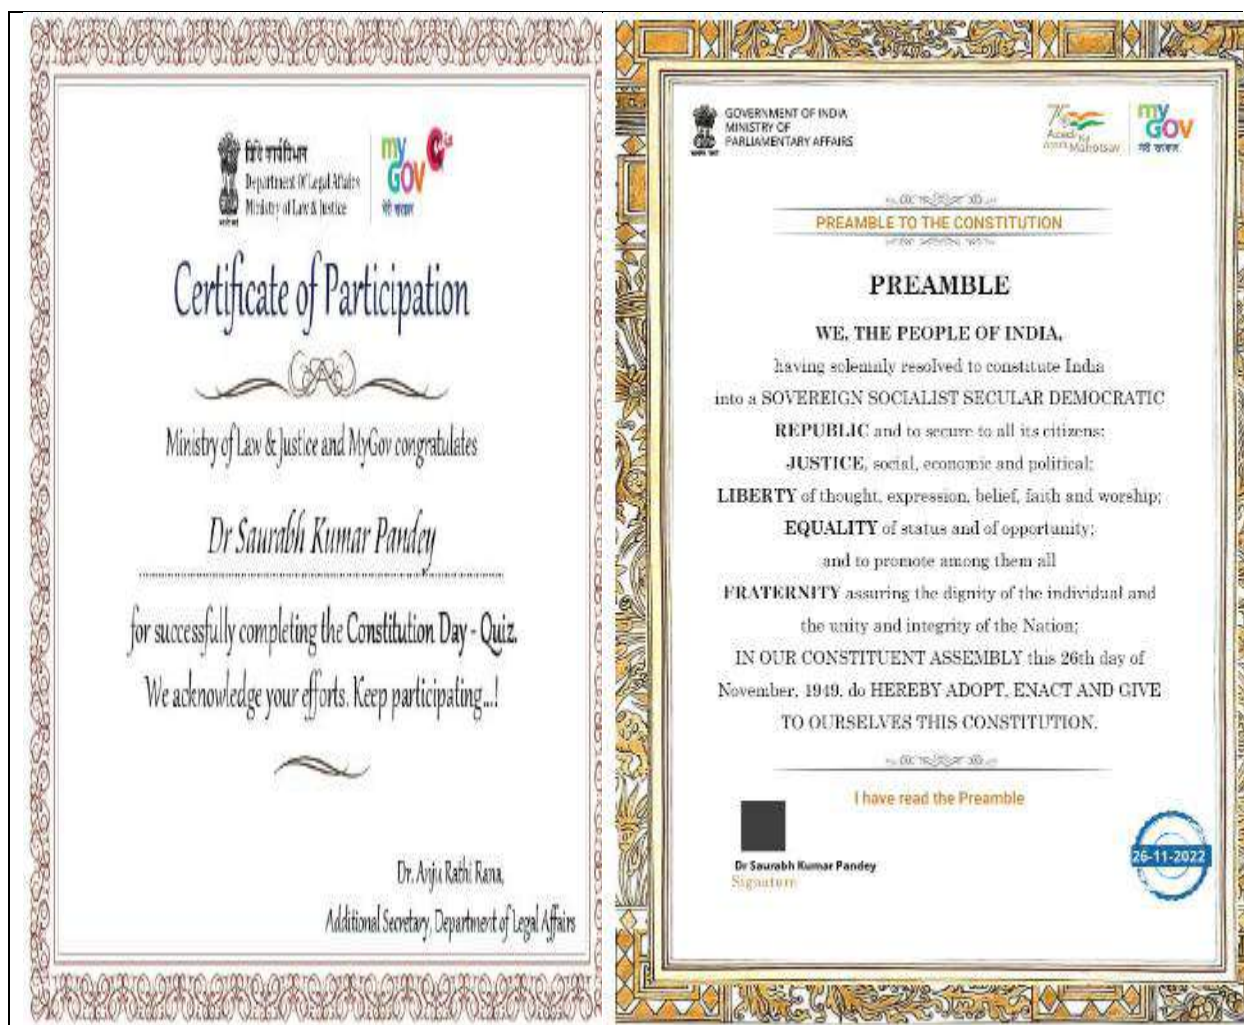 विधि कार्यविभाग
Department Of Legal Affairs
Ministry of Law & Justice
my
GOV
मेरी सरकार
Certificate of Participation
Ministry of Law & Justice and MyGov congratulates
Dr Saurabh Kumar Pandey
for successfully completing the Constitution Day - Quiz.
We acknowledge your efforts. Keep participating...!
Dr. Anju Rathi Rana,
Additional Secretary, Department of Legal Affairs
GOVERNMENT OF INDIA
MINISTRY OF
PARLIAMENTARY AFFAIRS
Azadi Ka
Amrit Mahotsav
my
GOV
मेरी सरकार
PREAMBLE TO THE CONSTITUTION
PREAMBLE
WE, THE PEOPLE OF INDIA,
having solemnly resolved to constitute India
into a SOVEREIGN SOCIALIST SECULAR DEMOCRATIC
REPUBLIC and to secure to all its citizens:
JUSTICE, social, economic and political;
LIBERTY of thought, expression, belief, faith and worship;
EQUALITY of status and of opportunity;
and to promote among them all
FRATERNITY assuring the dignity of the individual and
the unity and integrity of the Nation;
IN OUR CONSTITUENT ASSEMBLY this 26th day of
November, 1949, do HEREBY ADOPT, ENACT AND GIVE
TO OURSELVES THIS CONSTITUTION.
I have read the Preamble
Dr Saurabh Kumar Pandey
Signature
26-11-2022